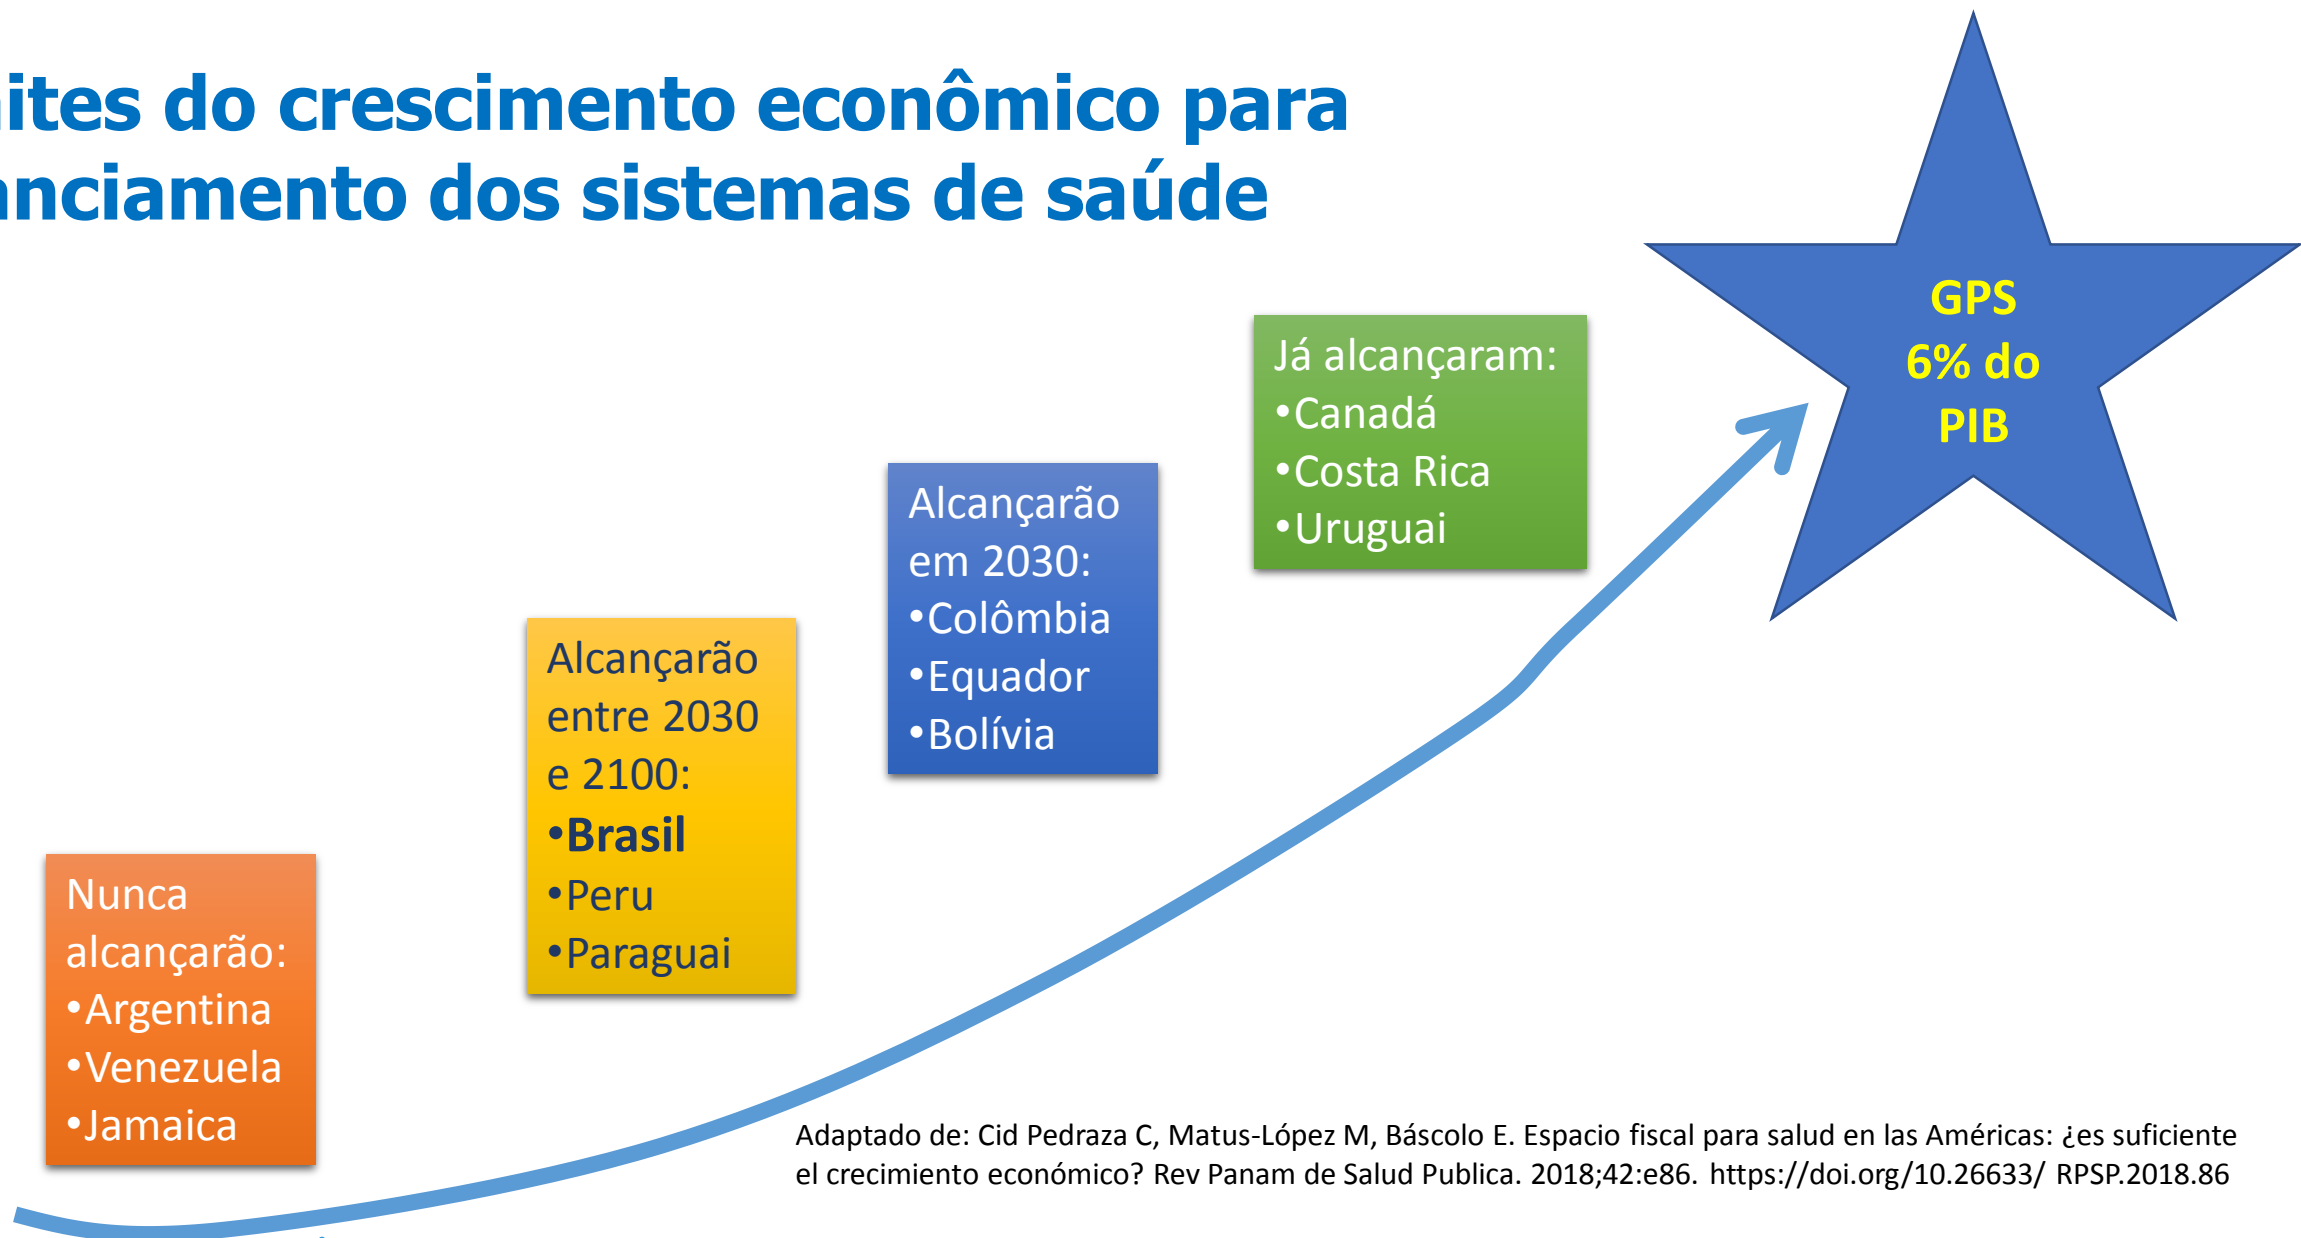 ites do crescimento econômico para
anciamento dos sistemas de saúde
GPS
6% do
PIB
Já alcançaram:
•Canadá
•Costa Rica
•Uruguai
Alcançarão
em 2030:
•Colômbia
•Equador
•Bolívia
Alcançarão
entre 2030
e 2100:
•Brasil
•Peru
•Paraguai
Nunca
alcançarão:
•Argentina
•Venezuela
•Jamaica
Adaptado de: Cid Pedraza C, Matus-López M, Báscolo E. Espacio fiscal para salud en las Américas: ¿es suficiente
el crecimiento económico? Rev Panam de Salud Publica. 2018;42:e86. https://doi.org/10.26633/ RPSP.2018.86